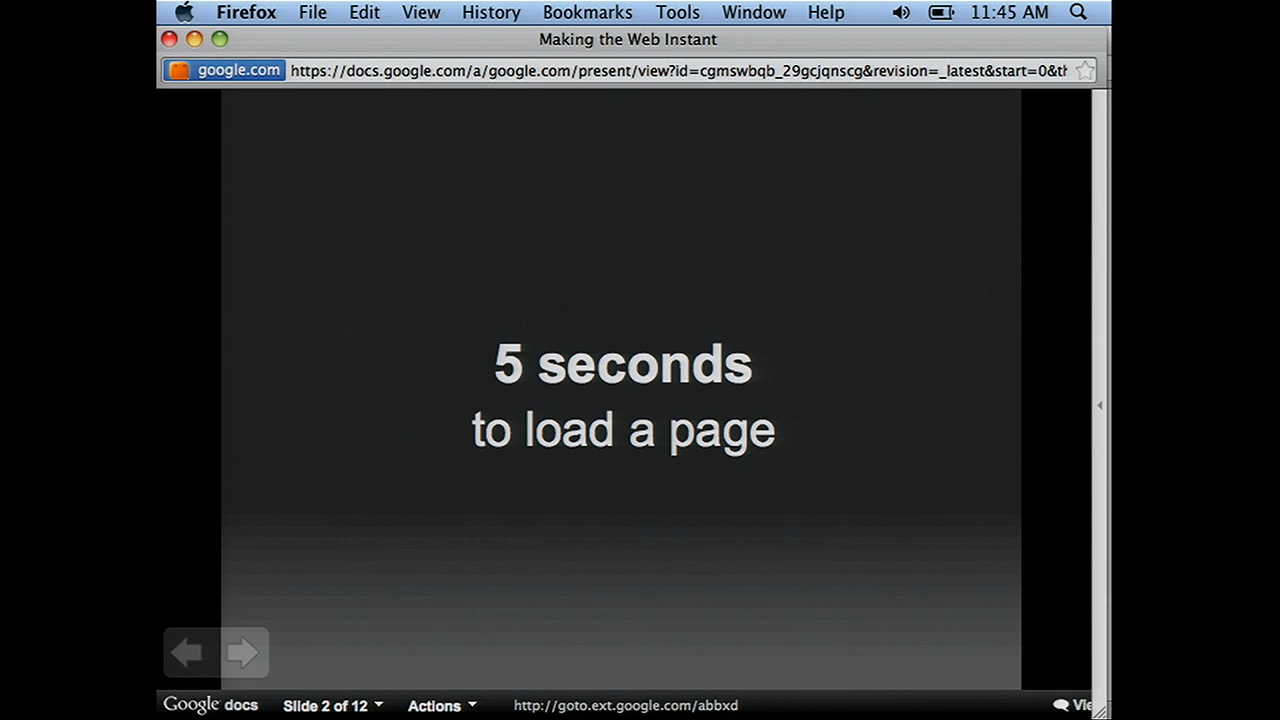 Firefox File Edit View History Bookmarks Tools Window Help 11:45 AM
Making the Web Instant
google.com https://docs.google.com/a/google.com/present/view?id=cgmswbqb_29gcjqnscg&revision=_latest&start=0&th
5 seconds
to load a page
Google docs Slide 2 of 12 Actions http://goto.ext.google.com/abbxd Vie